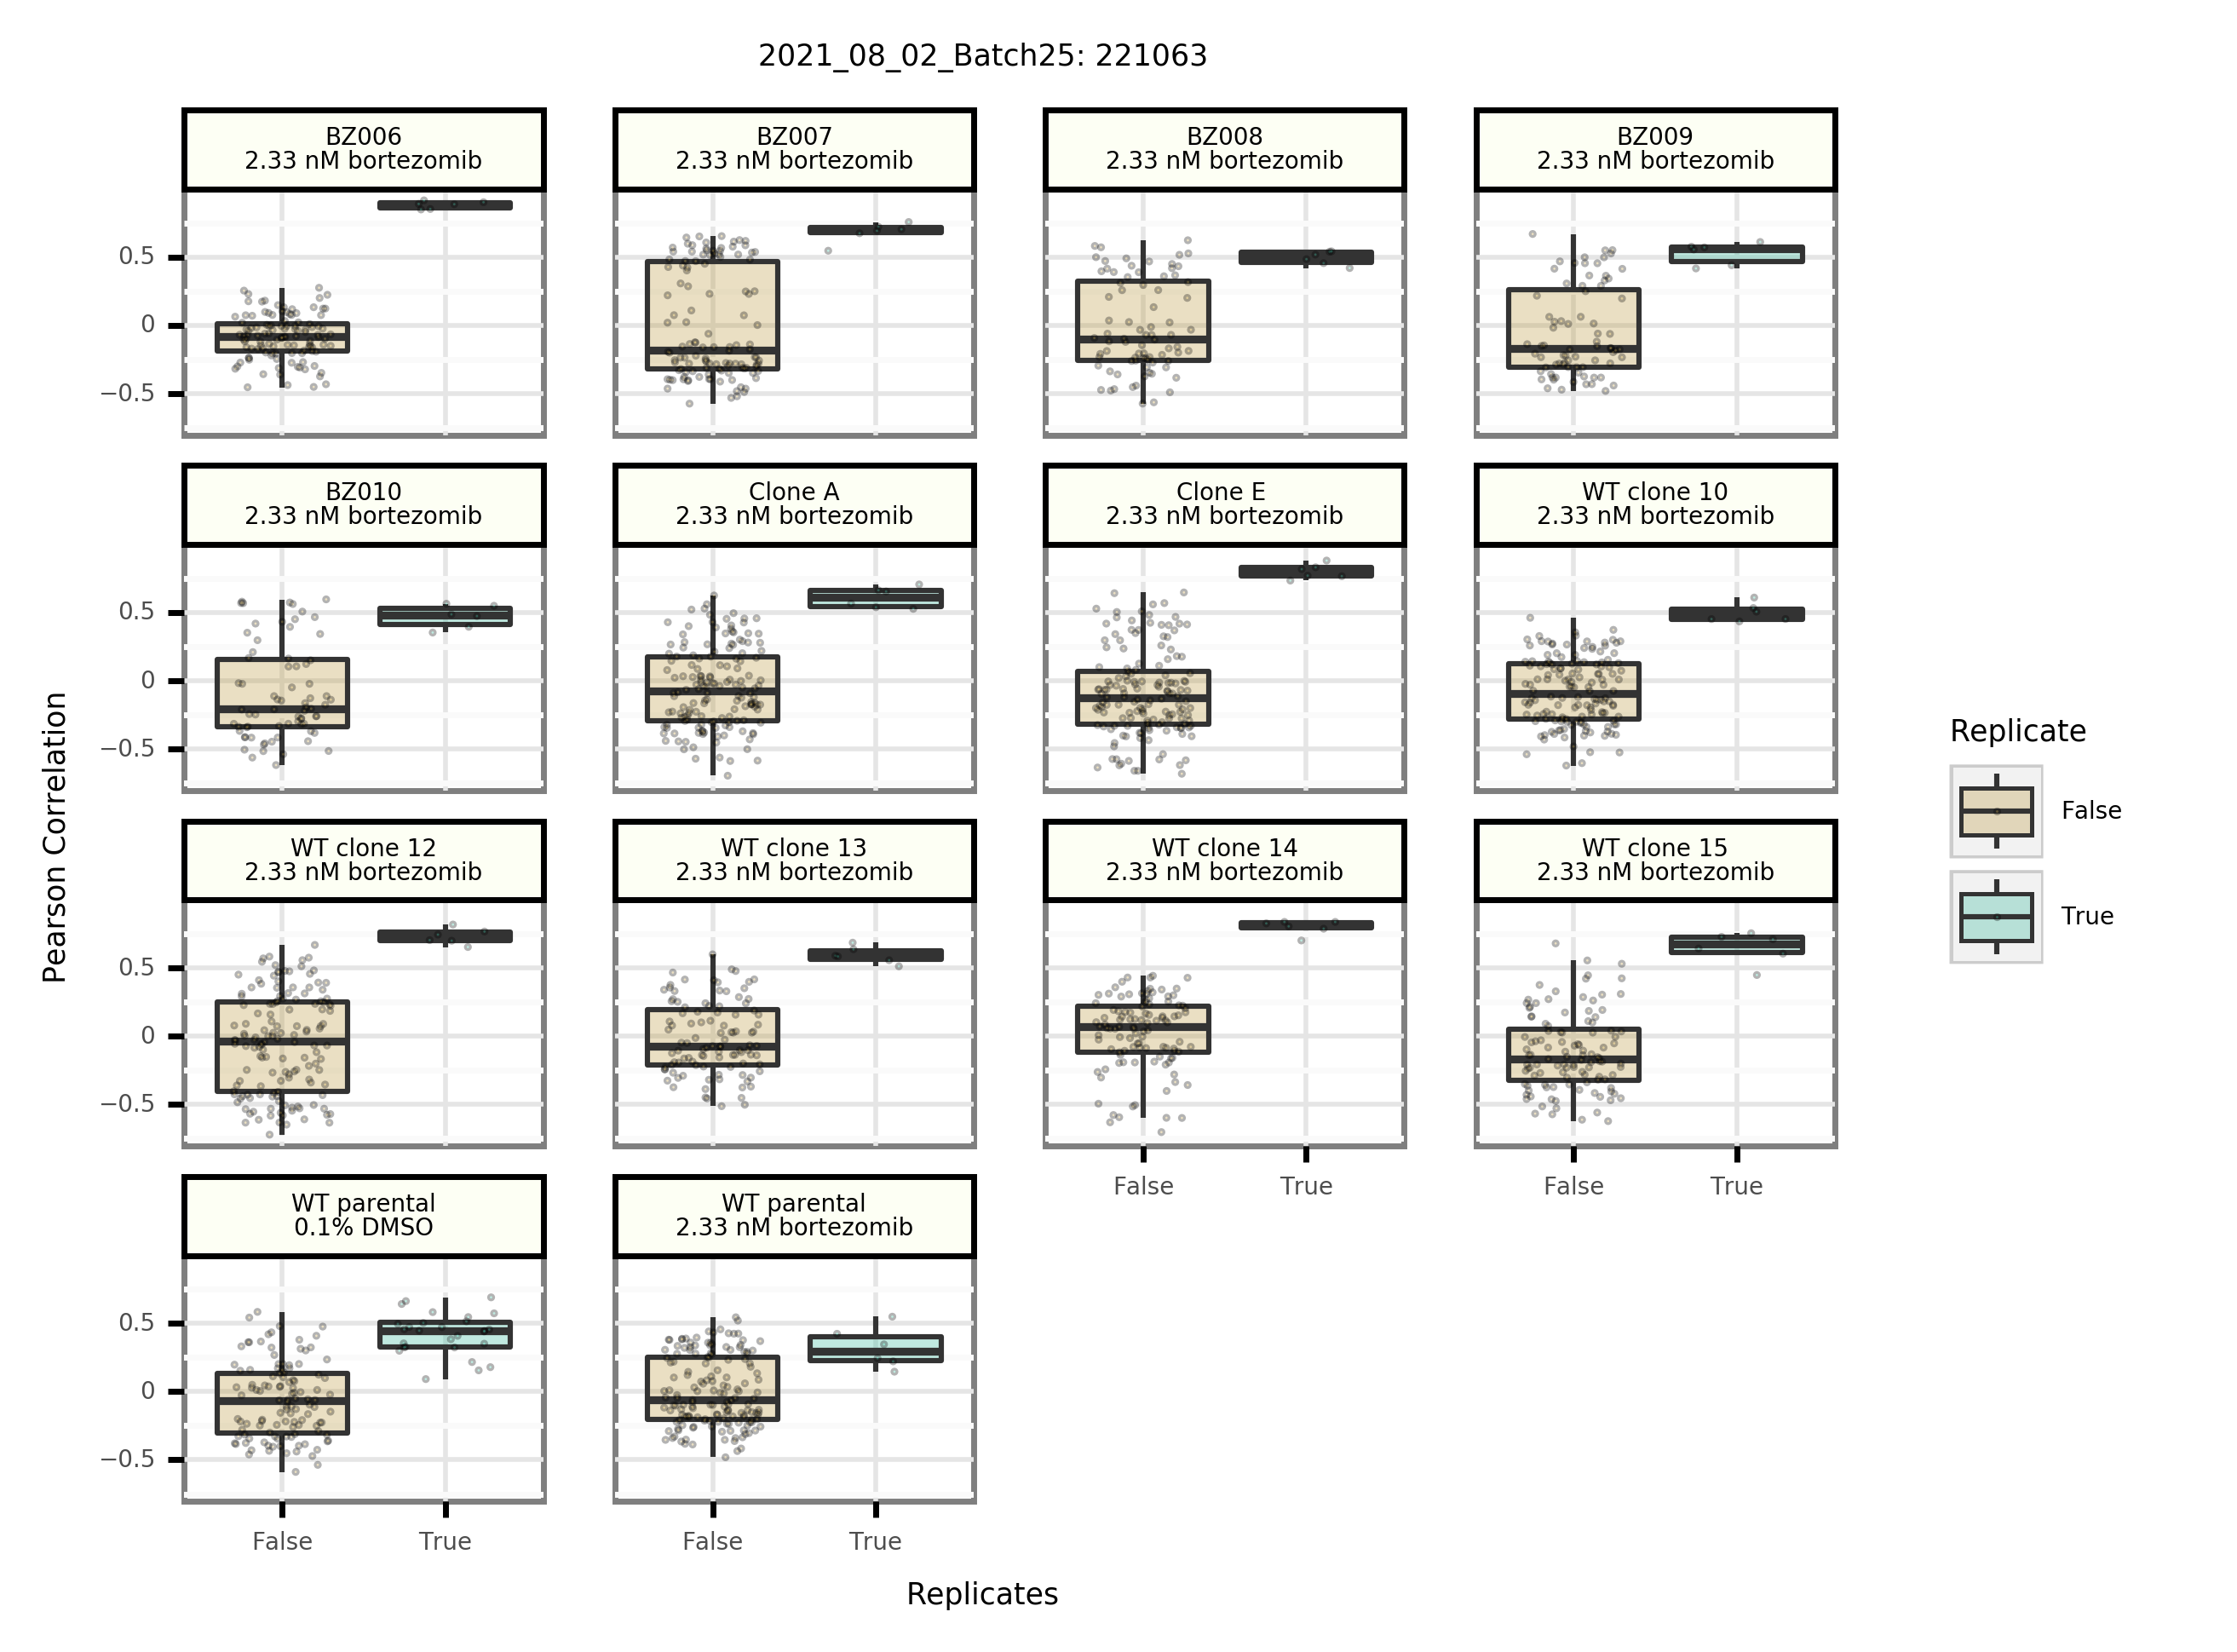 2021_08_02_Batch25: 221063
BZ006
2.33 nM bortezomib
BZ007
2.33 nM bortezomib
BZ008
2.33 nM bortezomib
BZ009
2.33 nM bortezomib
0.5
0
−0.5
BZ010
2.33 nM bortezomib
Clone A
2.33 nM bortezomib
Clone E
2.33 nM bortezomib
WT clone 10
2.33 nM bortezomib
0.5
0
−0.5
WT clone 12
2.33 nM bortezomib
WT clone 13
2.33 nM bortezomib
WT clone 14
2.33 nM bortezomib
WT clone 15
2.33 nM bortezomib
0.5
0
−0.5
False
True
False
True
WT parental
0.1% DMSO
WT parental
2.33 nM bortezomib
0.5
0
−0.5
False
True
False
True
Pearson Correlation
Replicates
Replicate
False
True